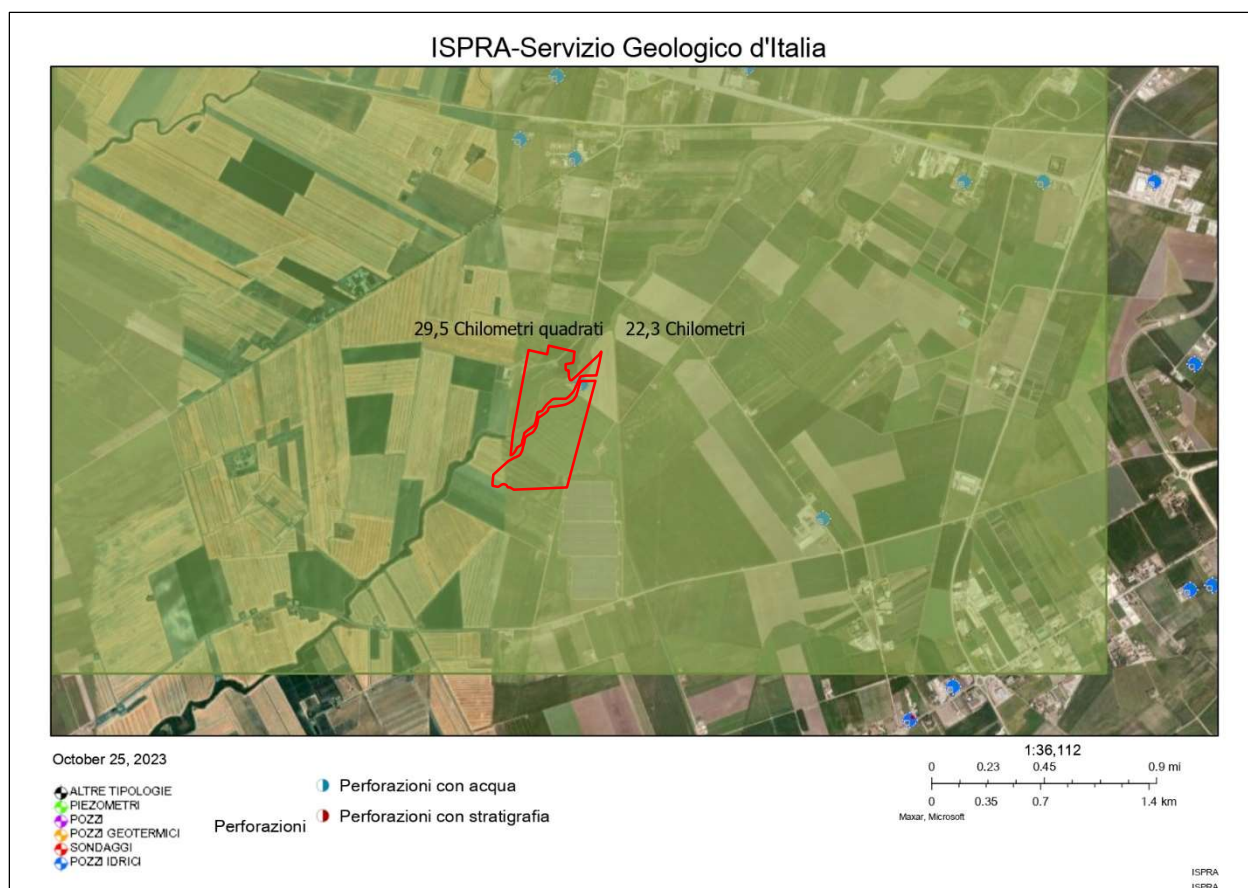 ISPRA-Servizio Geologico d'Italia
29,5 Chilometri quadrati 22,3 Chilometri
October 25, 2023
ALTRE TIPOLOGIE
PIEZOMETRI
POZZI
POZZI GEOTERMICI
SONDAGGI
POZZI IDRICI
Perforazioni
Perforazioni con acqua
Perforazioni con stratigrafia
1:36,112
0 0.23 0.45 0.9 mi
0 0.35 0.7 1.4 km
Maxar, Microsoft
ISPRA
ISPRA